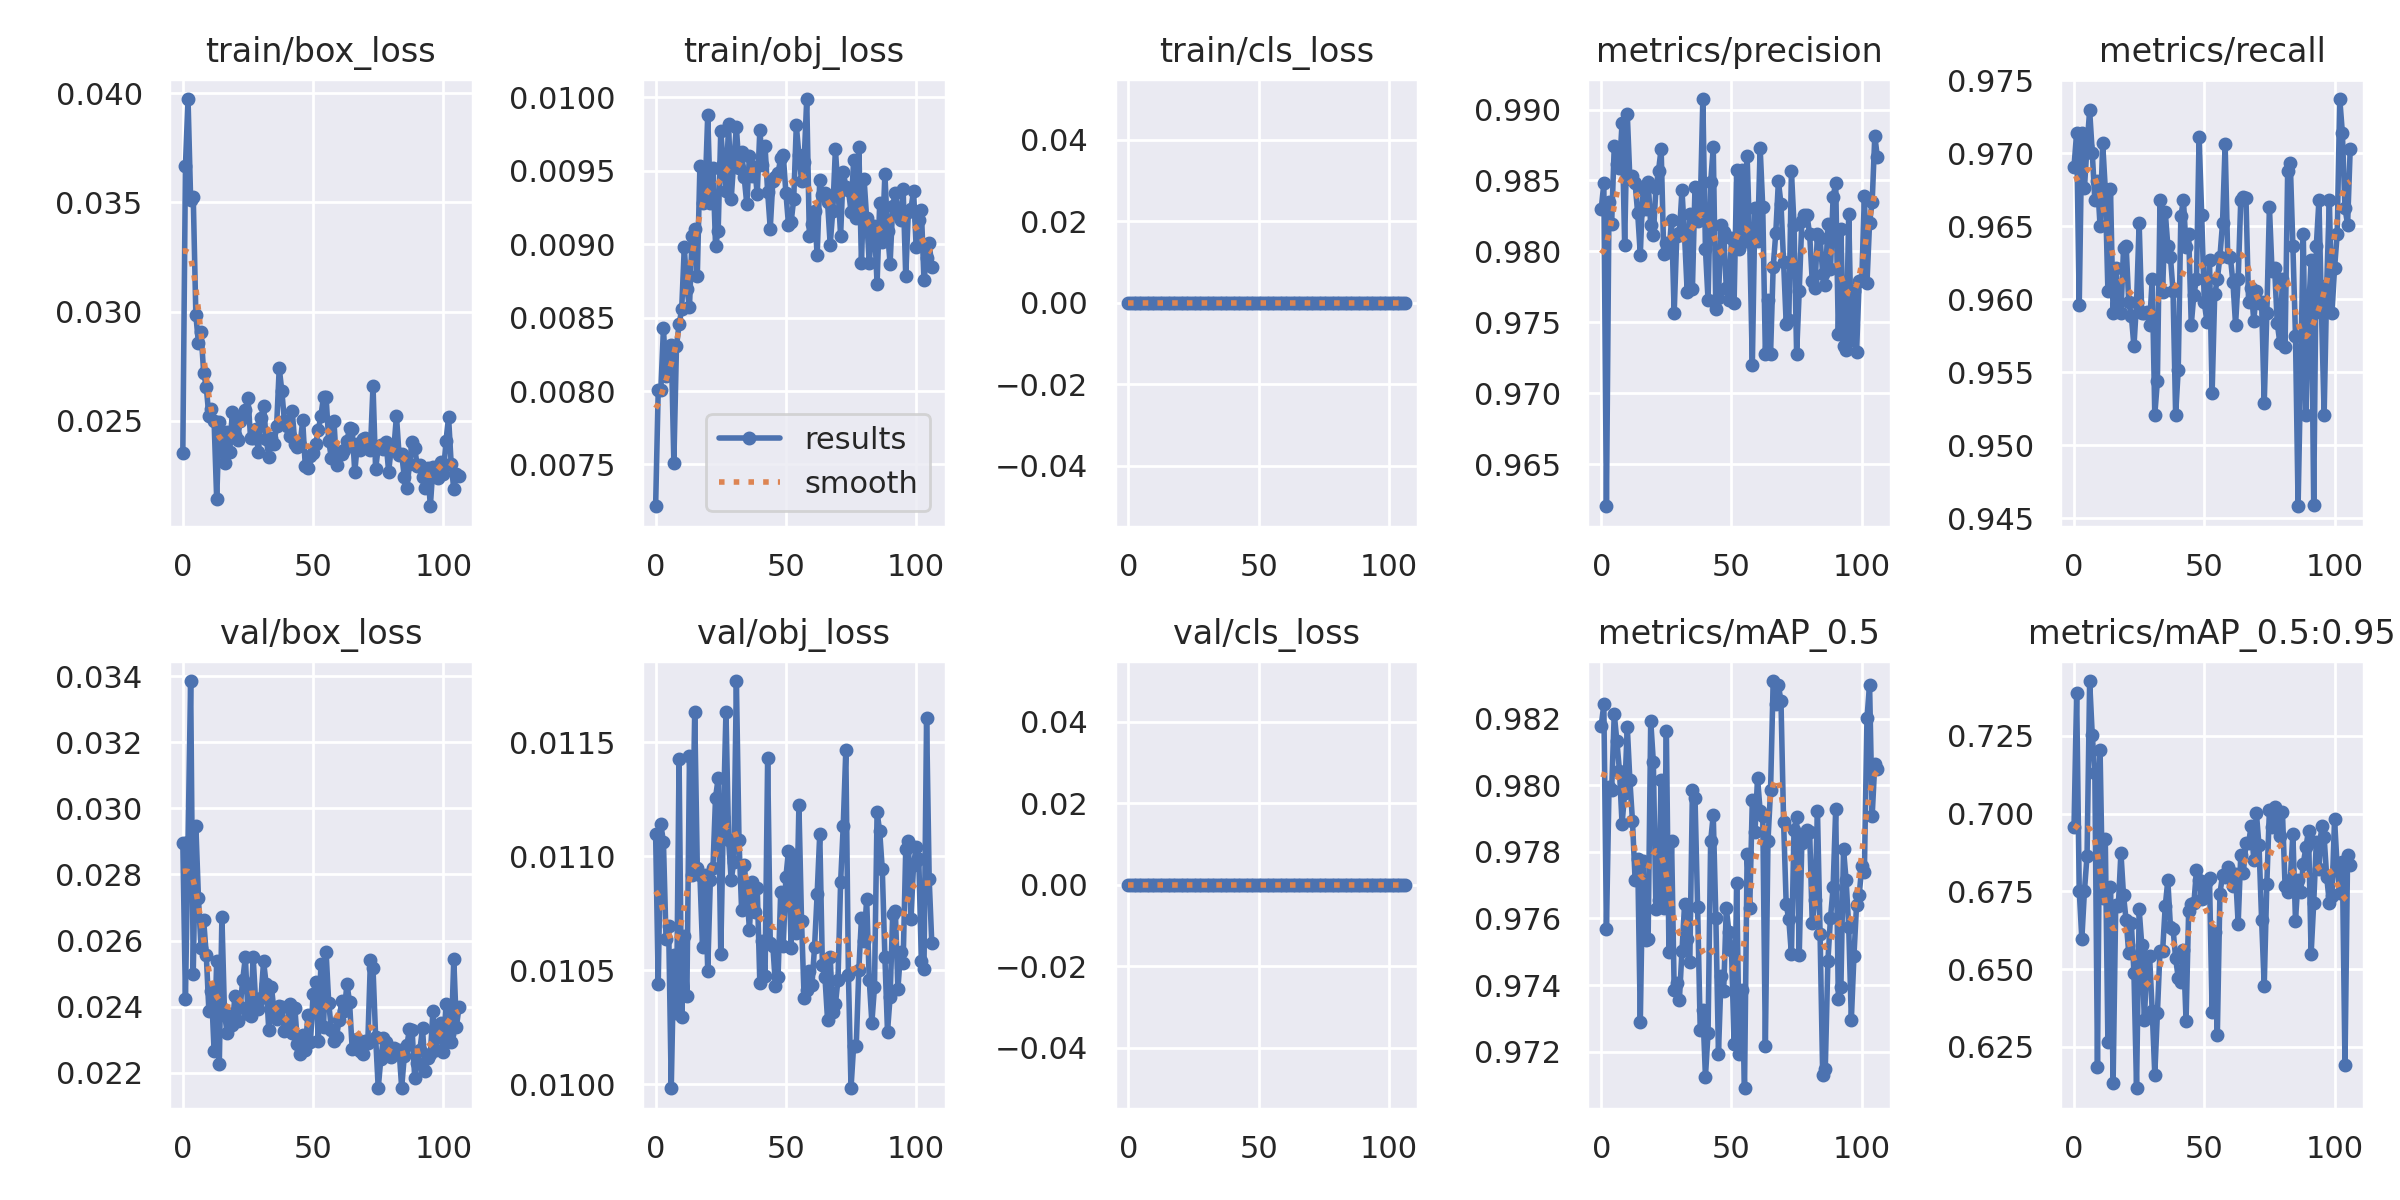 train/box_loss
0.040
0.035
0.030
0.025
0 50 100
train/obj_loss
0.0100
0.0095
0.0090
0.0085
0.0080
0.0075
results
smooth
0 50 100
train/cls_loss
0.04
0.02
0.00
−0.02
−0.04
0 50 100
metrics/precision
0.990
0.985
0.980
0.975
0.970
0.965
0 50 100
metrics/recall
0.975
0.970
0.965
0.960
0.955
0.950
0.945
0 50 100
val/box_loss
0.034
0.032
0.030
0.028
0.026
0.024
0.022
0 50 100
val/obj_loss
0.0115
0.0110
0.0105
0.0100
0 50 100
val/cls_loss
0.04
0.02
0.00
−0.02
−0.04
0 50 100
metrics/mAP_0.5
0.982
0.980
0.978
0.976
0.974
0.972
0 50 100
metrics/mAP_0.5:0.95
0.725
0.700
0.675
0.650
0.625
0 50 100